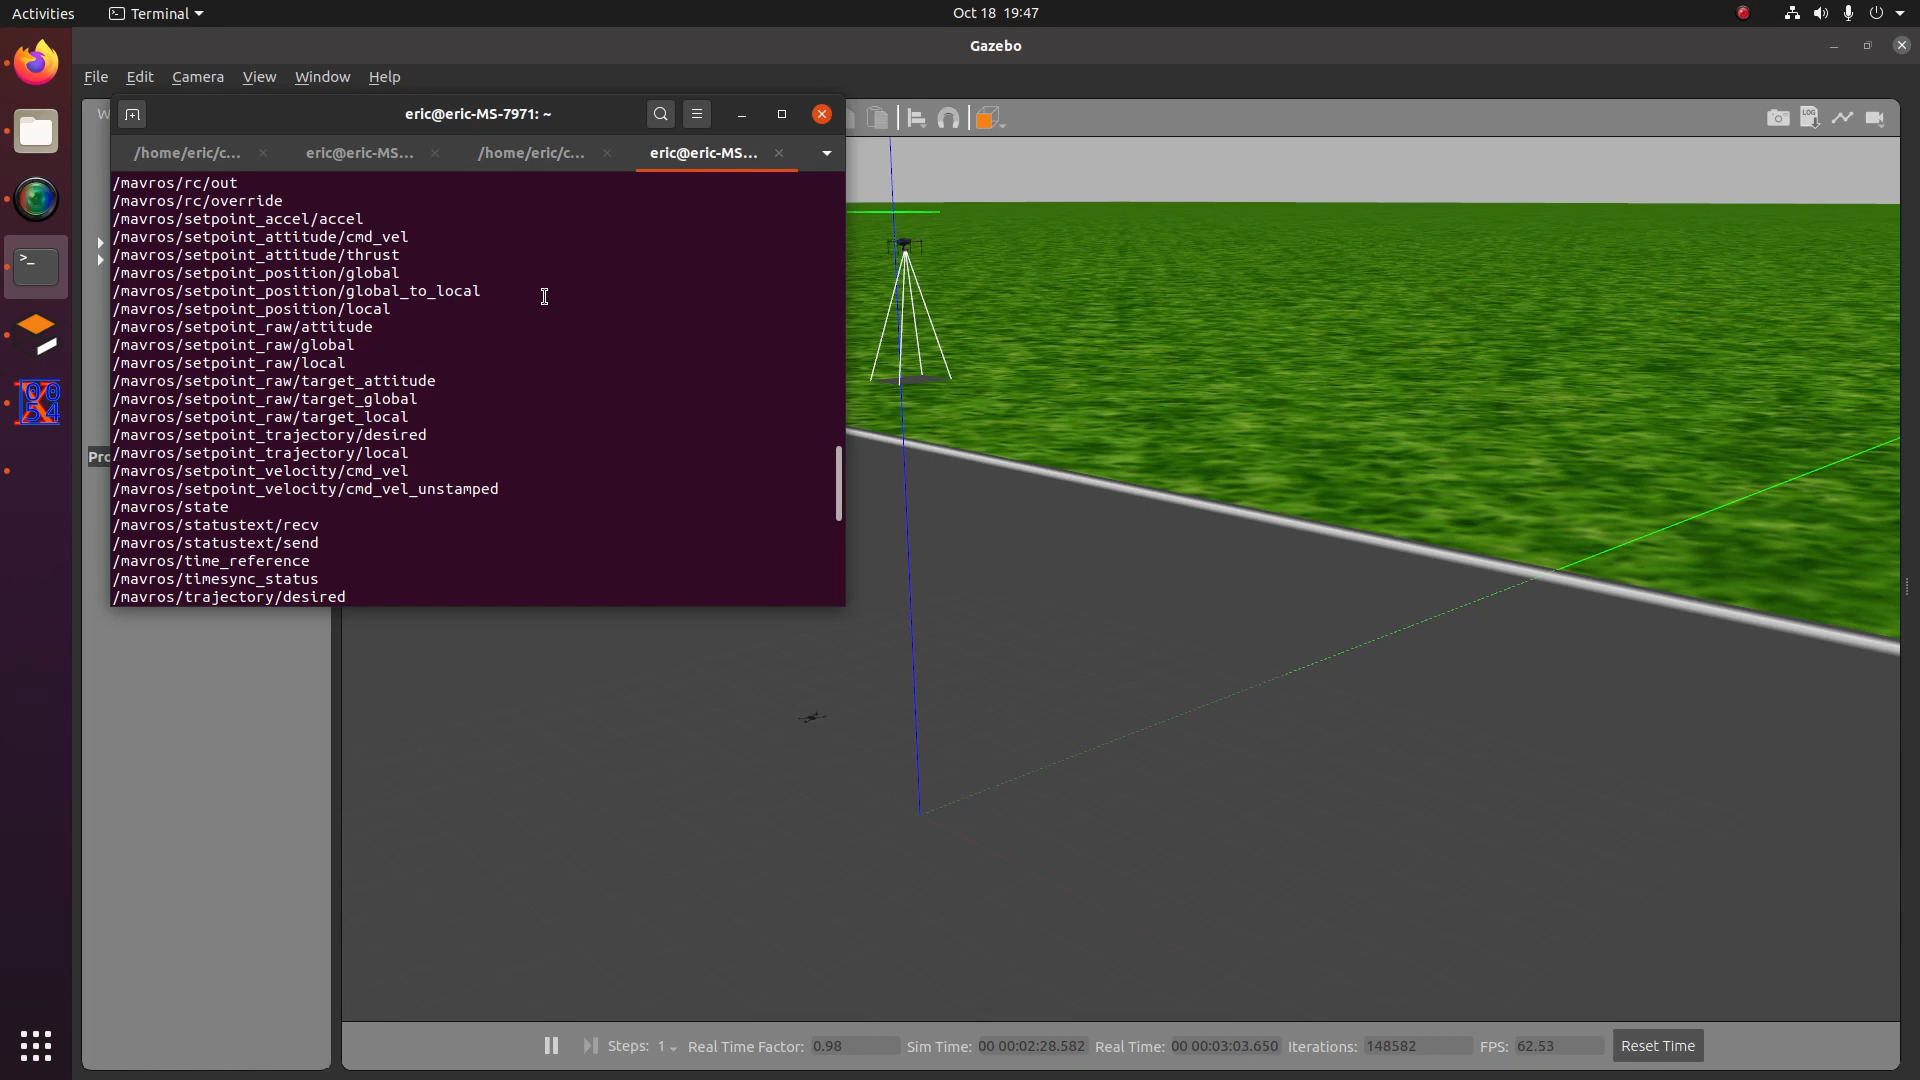 Activities
Terminal
Oct 18 19:47
Gazebo
File Edit Camera View Window Help
W
eric@eric-MS-7971: ~
/home/eric/c...
eric@eric-MS...
/home/eric/c...
eric@eric-MS...
LOG
/mavros/rc/out
/mavros/rc/override
/mavros/setpoint_accel/accel
/mavros/setpoint_attitude/cmd_vel
/mavros/setpoint_attitude/thrust
/mavros/setpoint_position/global
/mavros/setpoint_position/global_to_local
/mavros/setpoint_position/local
/mavros/setpoint_raw/attitude
/mavros/setpoint_raw/global
/mavros/setpoint_raw/local
/mavros/setpoint_raw/target_attitude
/mavros/setpoint_raw/target_global
/mavros/setpoint_raw/target_local
/mavros/setpoint_trajectory/desired
/mavros/setpoint_trajectory/local
/mavros/setpoint_velocity/cmd_vel
/mavros/setpoint_velocity/cmd_vel_unstamped
/mavros/state
/mavros/statustext/recv
/mavros/statustext/send
/mavros/time_reference
/mavros/timesync_status
/mavros/trajectory/desired
Pro
00
54
Steps: 1 Real Time Factor: 0.98 Sim Time: 00 00:02:28.582 Real Time: 00 00:03:03.650 Iterations: 148582 FPS: 62.53 Reset Time